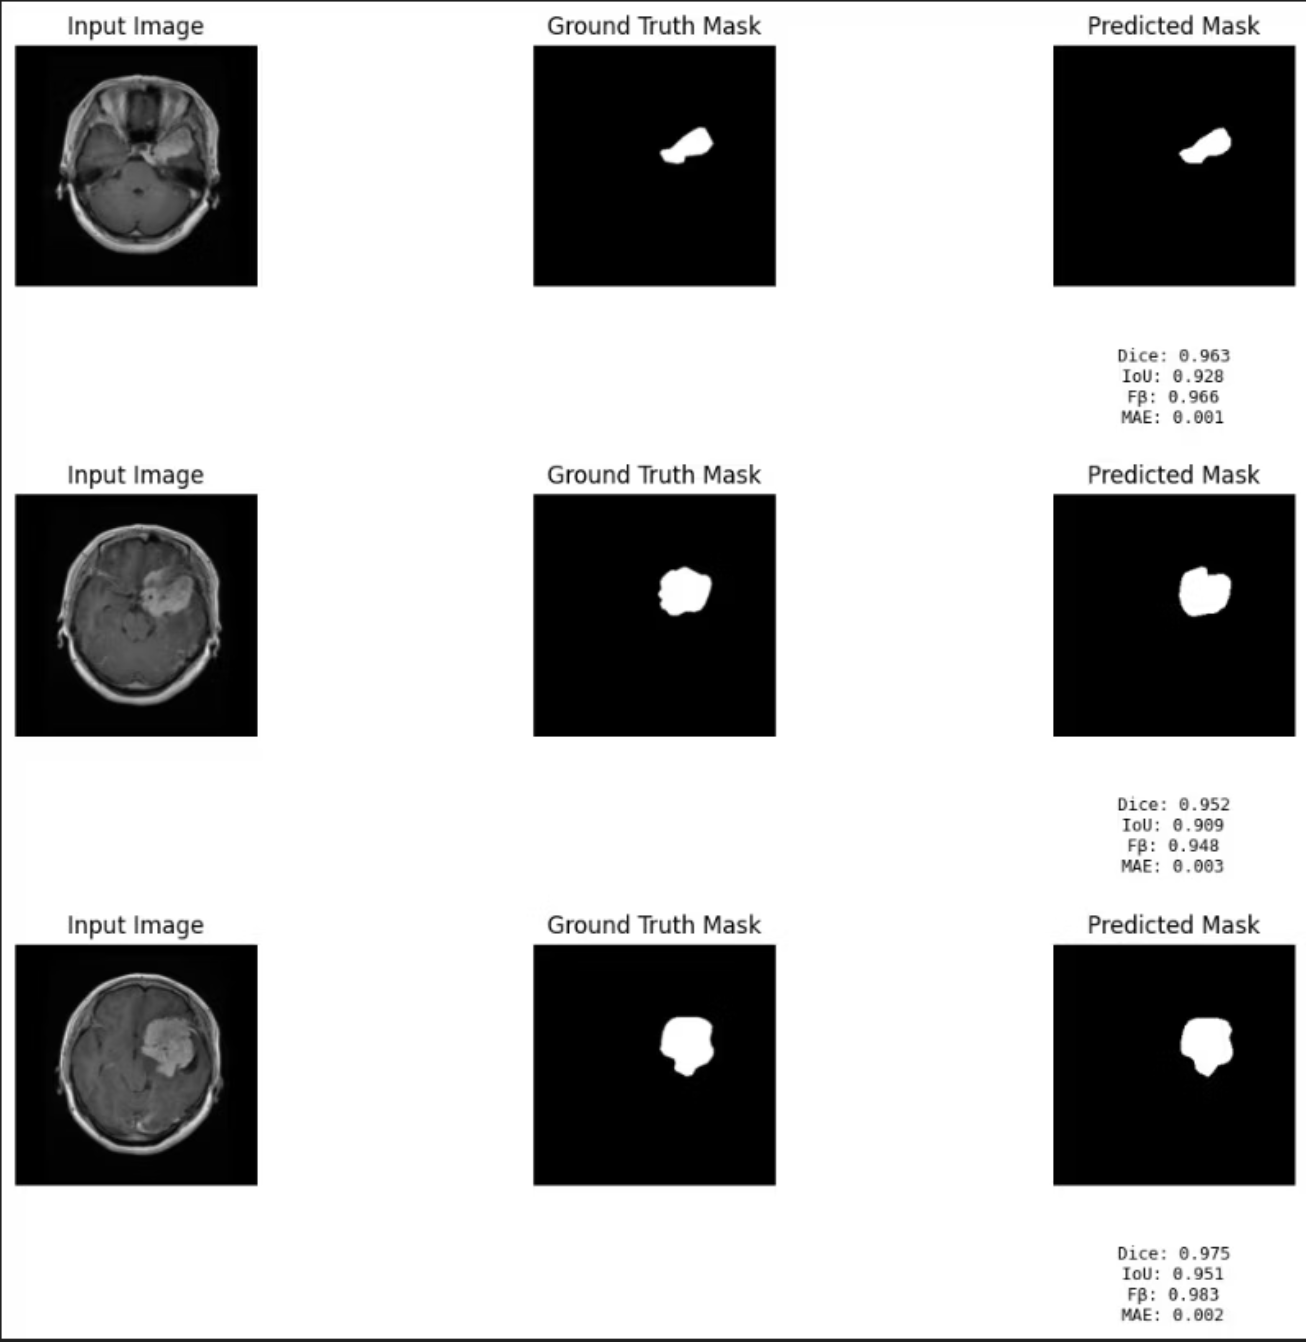 Input Image
Ground Truth Mask
Predicted Mask
Dice: 0.963
IoU: 0.928
Fβ: 0.966
MAE: 0.001
Input Image
Ground Truth Mask
Predicted Mask
Dice: 0.952
IoU: 0.909
Fβ: 0.948
MAE: 0.003
Input Image
Ground Truth Mask
Predicted Mask
Dice: 0.975
IoU: 0.951
Fβ: 0.983
MAE: 0.002